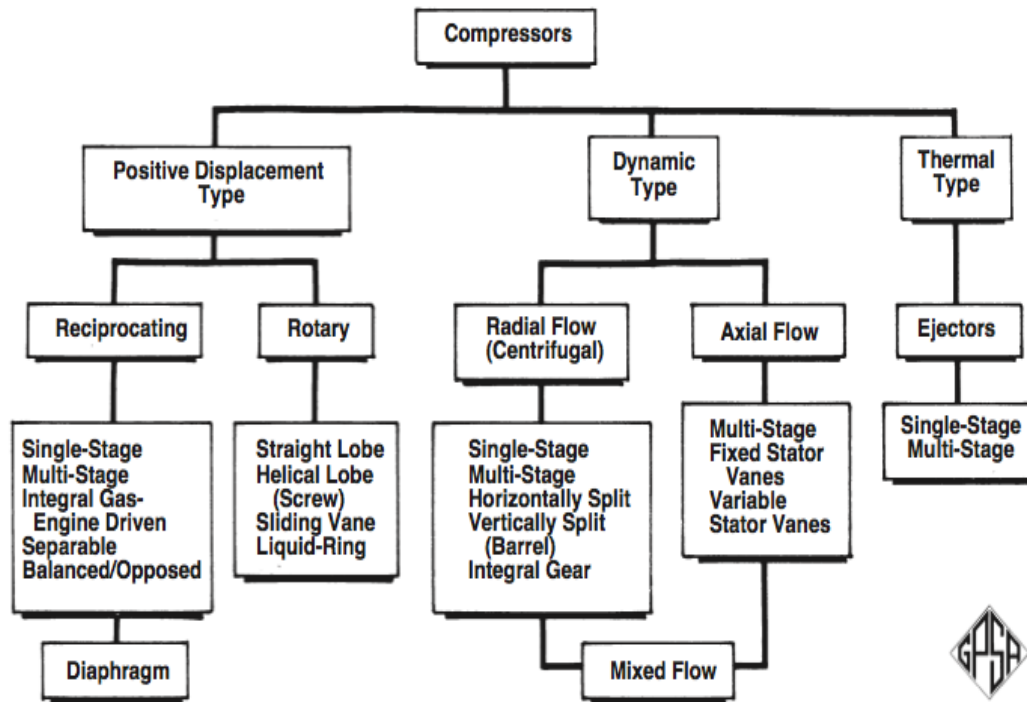 Compressors
Positive Displacement
Type
Dynamic
Type
Thermal
Type
Reciprocating
Rotary
Radial Flow
(Centrifugal)
Axial Flow
Ejectors
Single-Stage
Multi-Stage
Integral Gas-
Engine Driven
Separable
Balanced/Opposed
Straight Lobe
Helical Lobe
(Screw)
Sliding Vane
Liquid-Ring
Single-Stage
Multi-Stage
Horizontally Split
Vertically Split
(Barrel)
Integral Gear
Multi-Stage
Fixed Stator
Vanes
Variable
Stator Vanes
Single-Stage
Multi-Stage
Diaphragm
Mixed Flow
GPSA